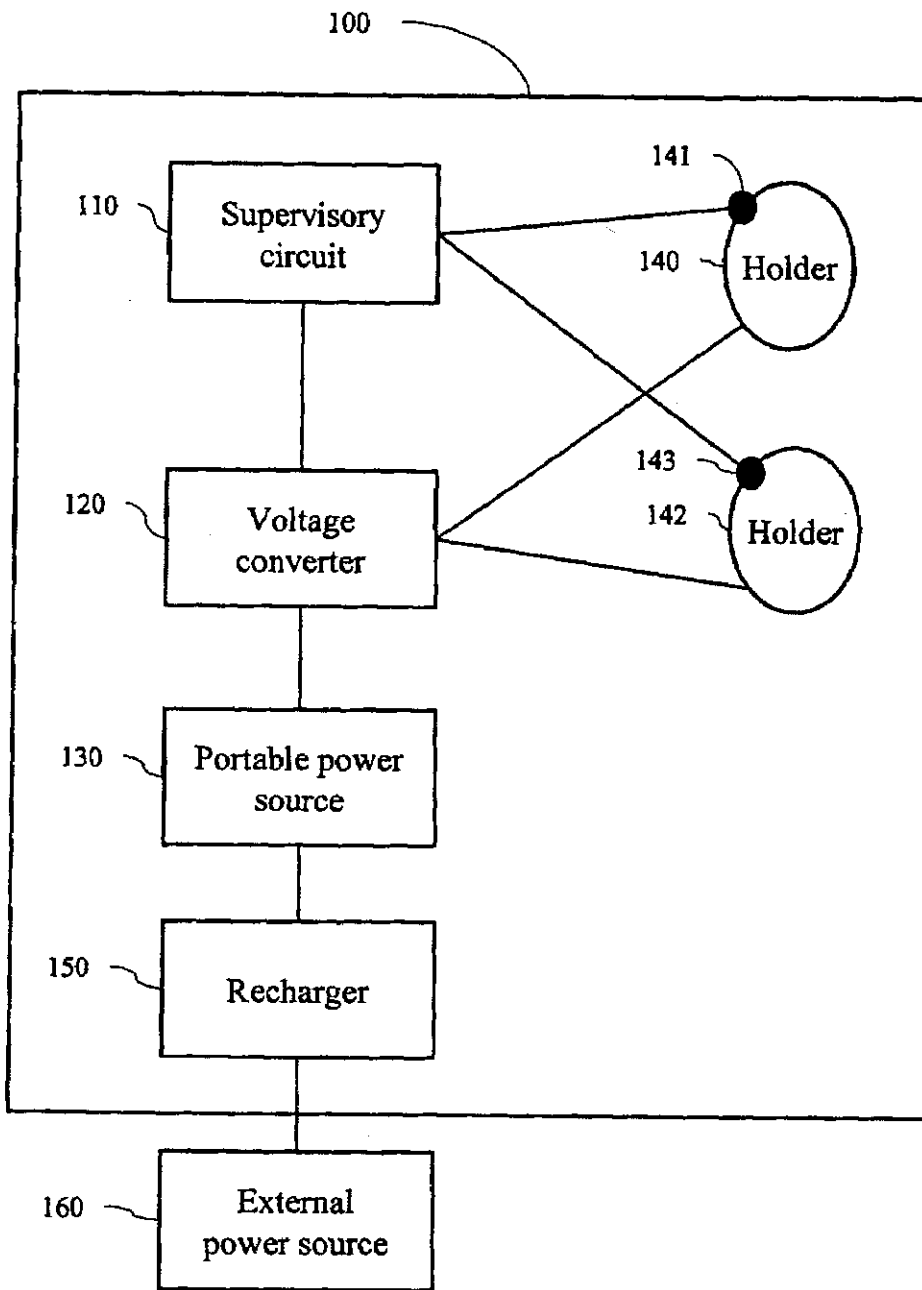 100
141
110
Supervisory
circuit
140
Holder
143
120
Voltage
converter
142
Holder
130
Portable power
source
150
Recharger
160
External
power source